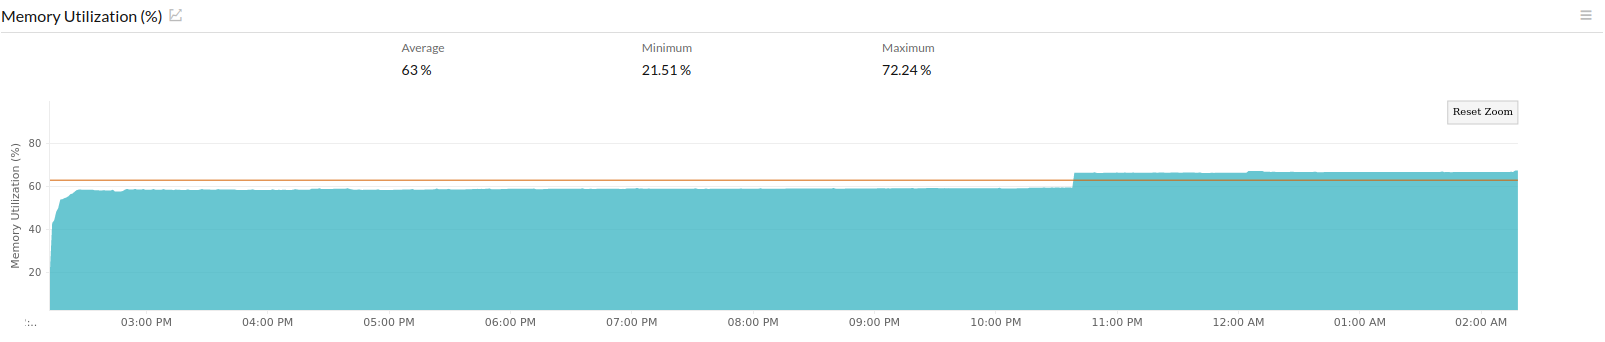 Memory Utilization (%)
Average Minimum Maximum
63 % 21.51 % 72.24 %
Reset Zoom
Memory Utilization (%)
80
60
40
20
03:00 PM 04:00 PM 05:00 PM 06:00 PM 07:00 PM 08:00 PM 09:00 PM 10:00 PM 11:00 PM 12:00 AM 01:00 AM 02:00 AM